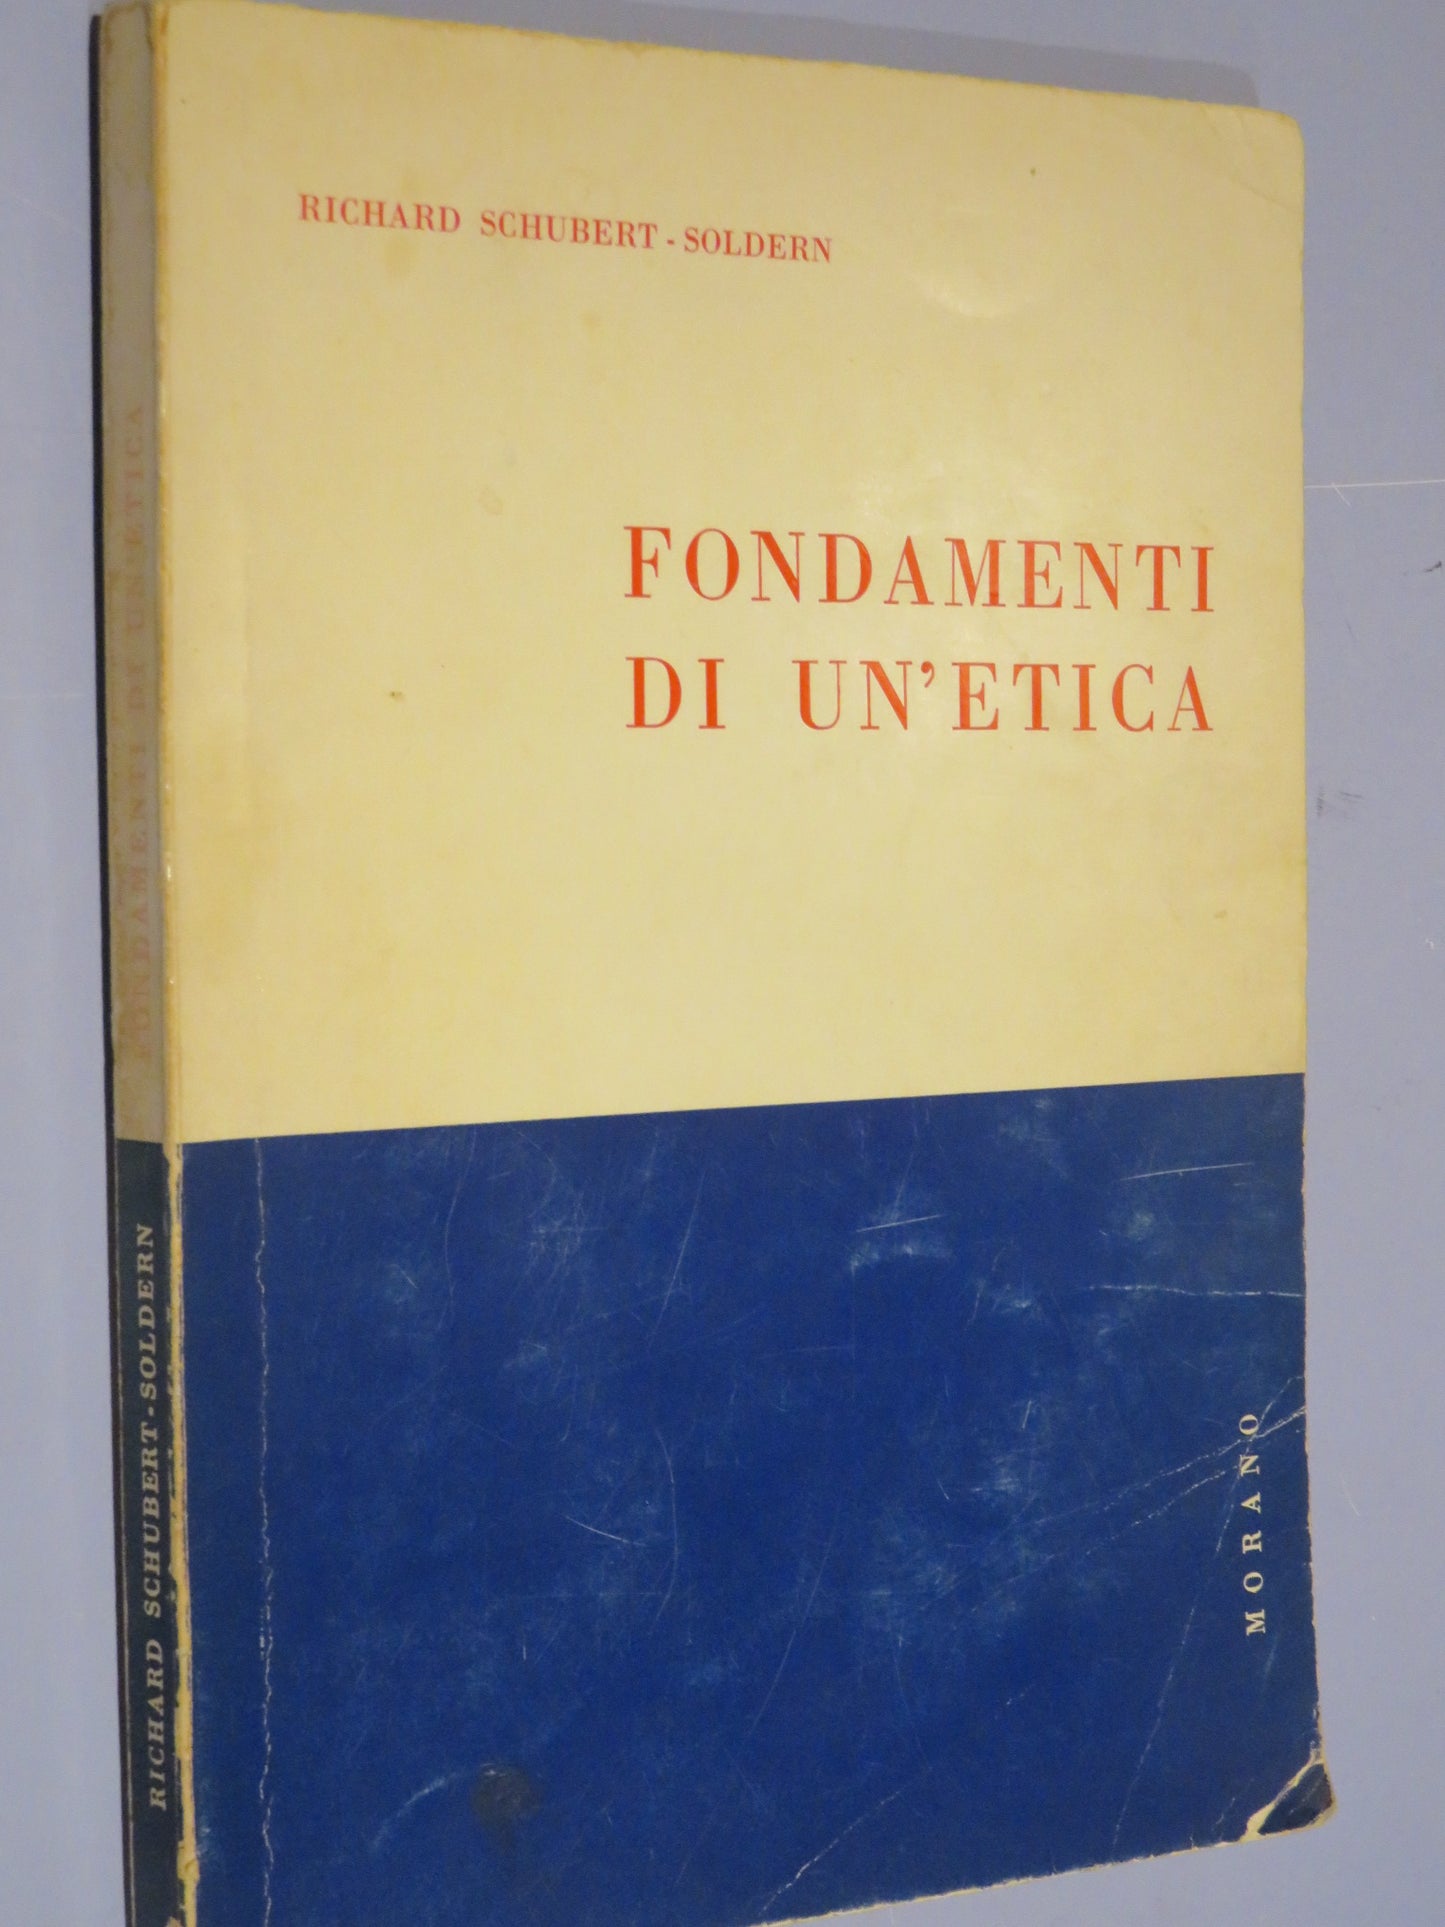 RICHARD SCHUBERT - SOLDERN
FONDAMENTI
DI UN'ETICA
MORANO
RICHARD SCHUBERT-SOLDERN
FONDAMENTI DI UN'ETICA